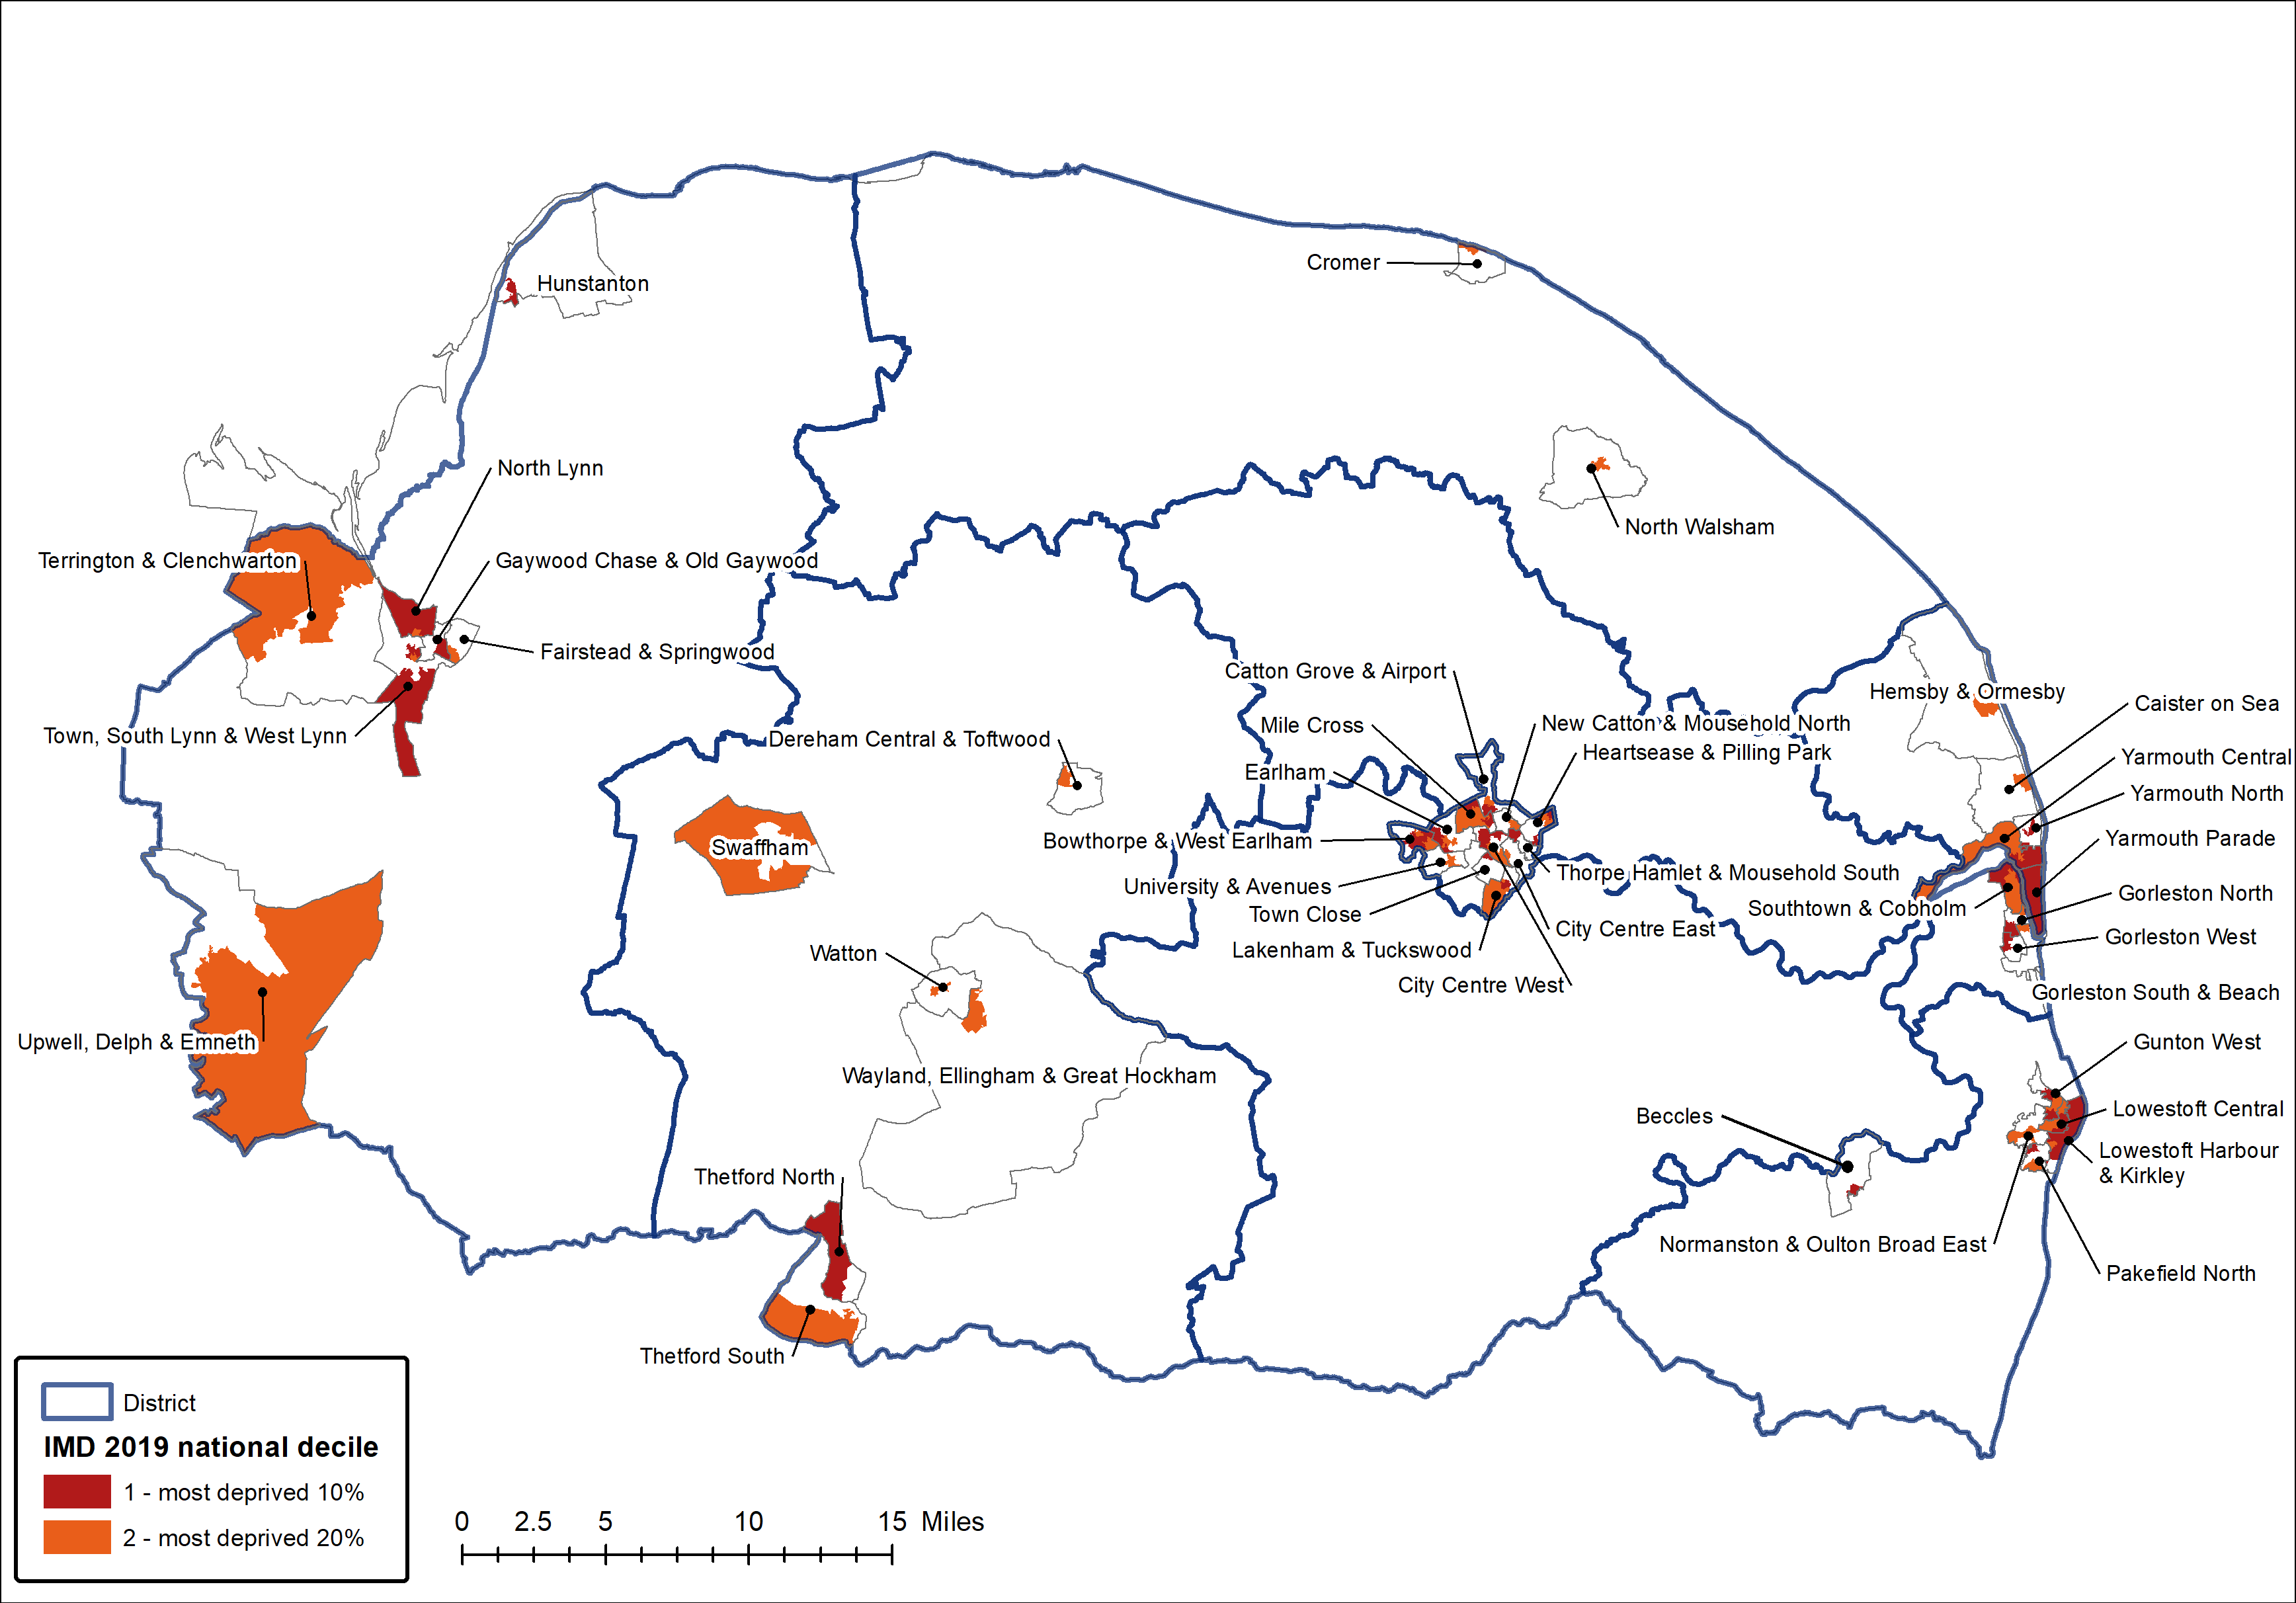 Cromer
Hunstanton
North Lynn
North Walsham
Terrington & Clenchwarton
Gaywood Chase & Old Gaywood
Fairstead & Springwood
Catton Grove & Airport
Hemsby & Ormesby
Caister on Sea
Town, South Lynn & West Lynn
Dereham Central & Toftwood
Mile Cross
New Catton & Mousehold North
Heartsease & Pilling Park
Yarmouth Central
Earlham
Yarmouth North
Swaffham
Bowthorpe & West Earlham
Yarmouth Parade
Thorpe Hamlet & Mousehold South
University & Avenues
Gorleston North
Town Close
Southtown & Cobholm
City Centre East
Gorleston West
Watton
Lakenham & Tuckswood
City Centre West
Gorleston South & Beach
Upwell, Delph & Emneth
Gunton West
Wayland, Ellingham & Great Hockham
Beccles
Lowestoft Central
Lowestoft Harbour
& Kirkley
Thetford North
Normanston & Oulton Broad East
Pakefield North
Thetford South
District
IMD 2019 national decile
1 - most deprived 10%
2 - most deprived 20%
0 2.5 5 10 15 Miles